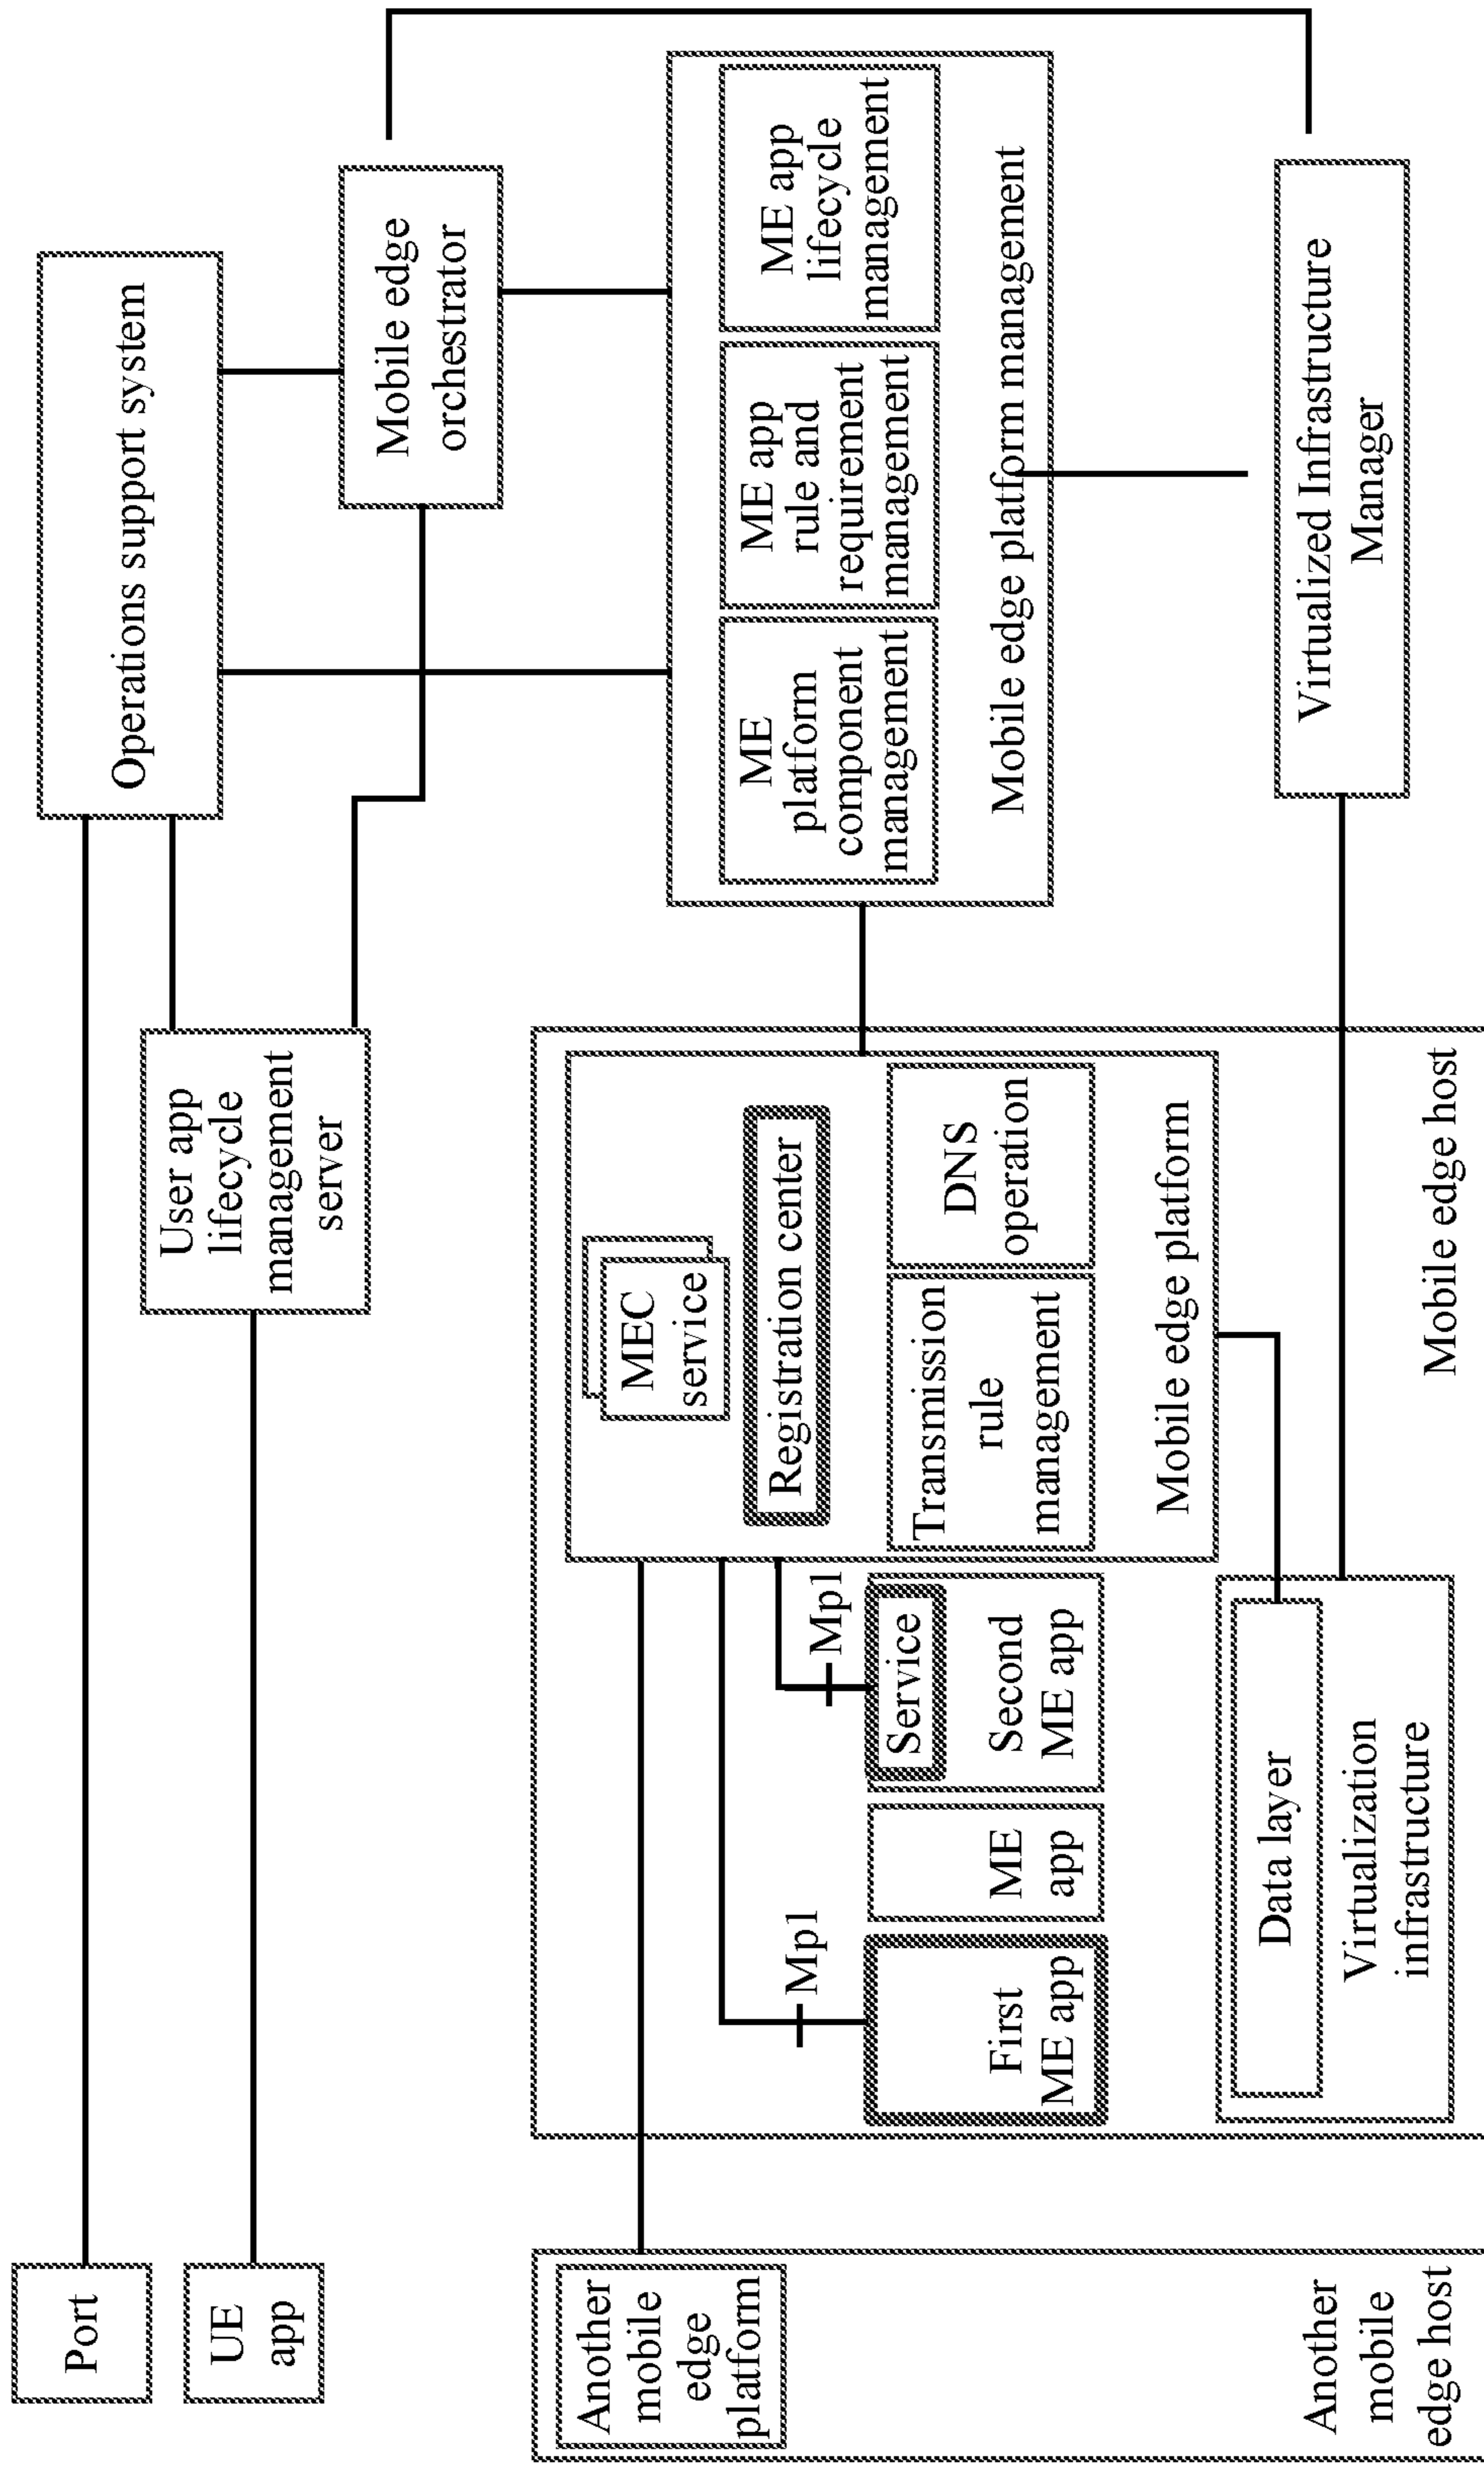 Port
UE
app
Operations support system
User app
lifecycle
management
server
Mobile edge
orchestrator
Another
mobile
edge
platform
Another
mobile
edge host
MEC
service
Registration center
Mp1
Mp1
First
ME app
ME
app
Service
Second
ME app
Transmission
rule
management
DNS
operation
Mobile edge platform
Data layer
Virtualization
infrastructure
Mobile edge host
ME
platform
component
management
ME app
rule and
requirement
management
ME app
lifecycle
management
Mobile edge platform management
Virtualized Infrastructure
Manager